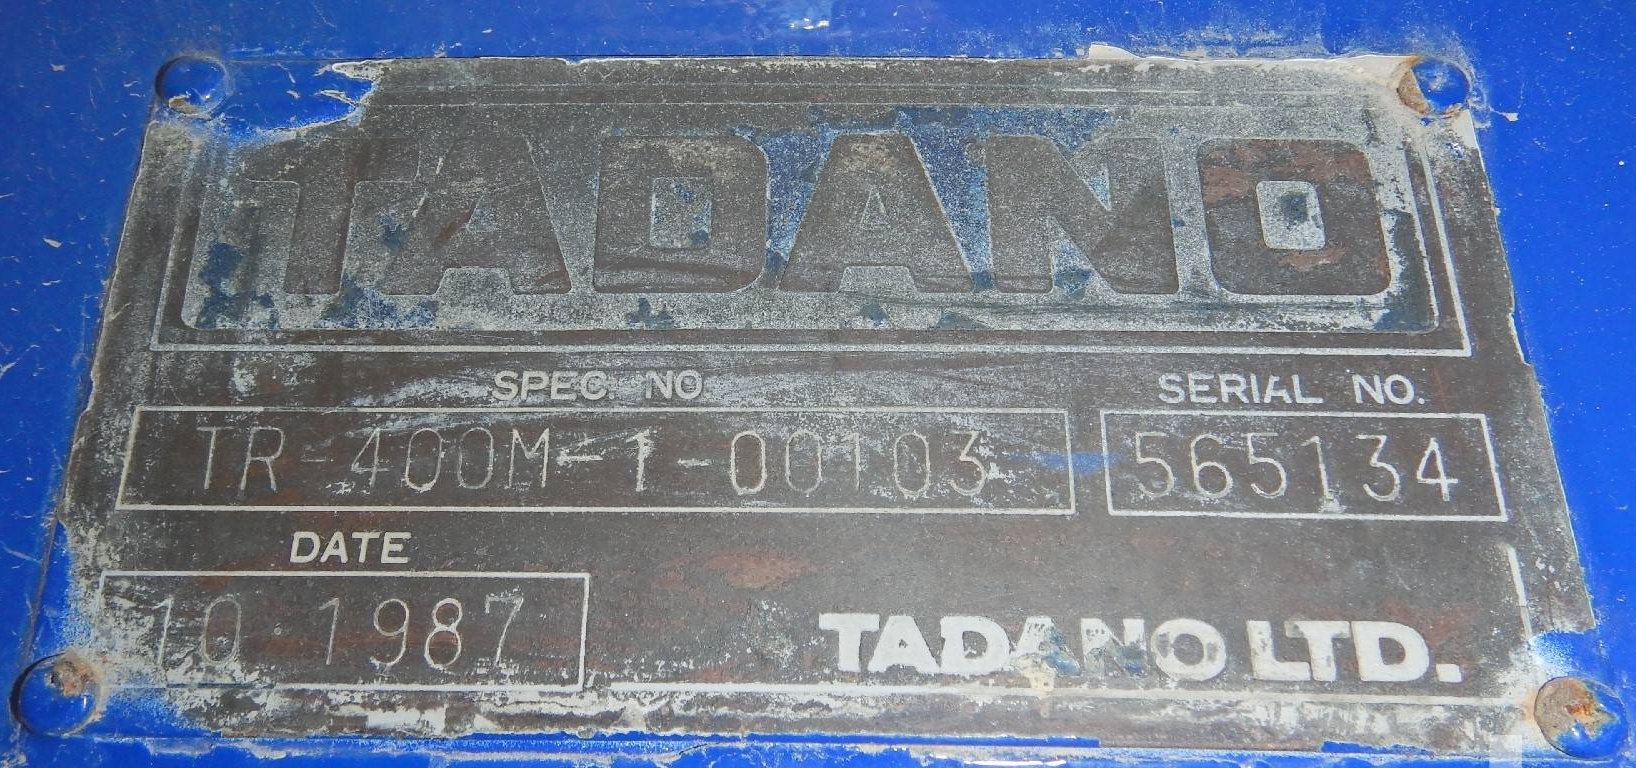 TADANO
SPEC. NO SERIAL NO.
TR-400M-1-00103 565134
DATE
10 1987
TADANO LTD.